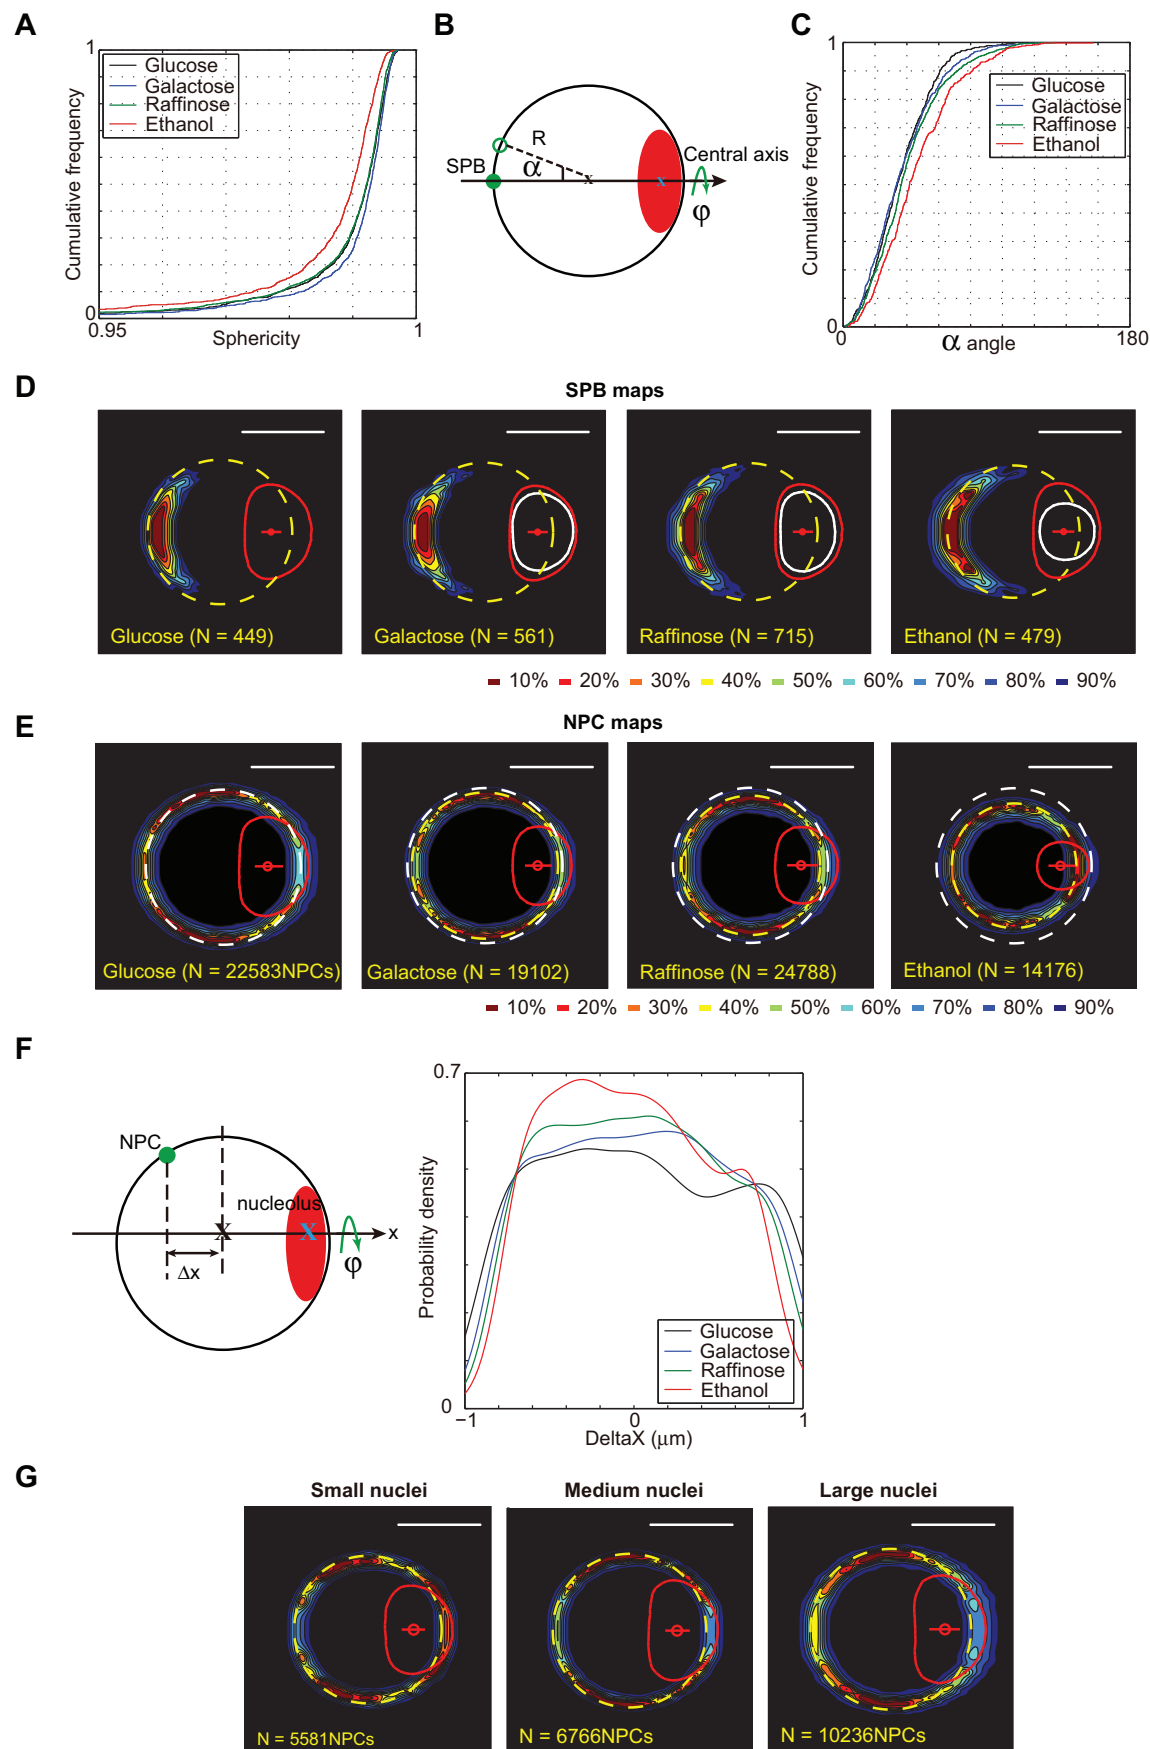 A
1
Glucose
Galactose
Raffinose
Ethanol
Cumulative frequency
0
0.95
Sphericity
1
B
R
SPB
α
x
x
Central axis
φ
C
1
Glucose
Galactose
Raffinose
Ethanol
Cumulative frequency
0
0
α angle
180
D
SPB maps
Glucose (N = 449)
Galactose (N = 561)
Raffinose (N = 715)
Ethanol (N = 479)
10% 20% 30% 40% 50% 60% 70% 80% 90%
E
NPC maps
Glucose (N = 22583NPCs)
Galactose (N = 19102)
Raffinose (N = 24788)
Ethanol (N = 14176)
10% 20% 30% 40% 50% 60% 70% 80% 90%
F
NPC
nucleolus
X
X
x
Δx
φ
0.7
Probability density
Glucose
Galactose
Raffinose
Ethanol
0
−1
0
1
DeltaX (μm)
G
Small nuclei
Medium nuclei
Large nuclei
N = 5581NPCs
N = 6766NPCs
N = 10236NPCs